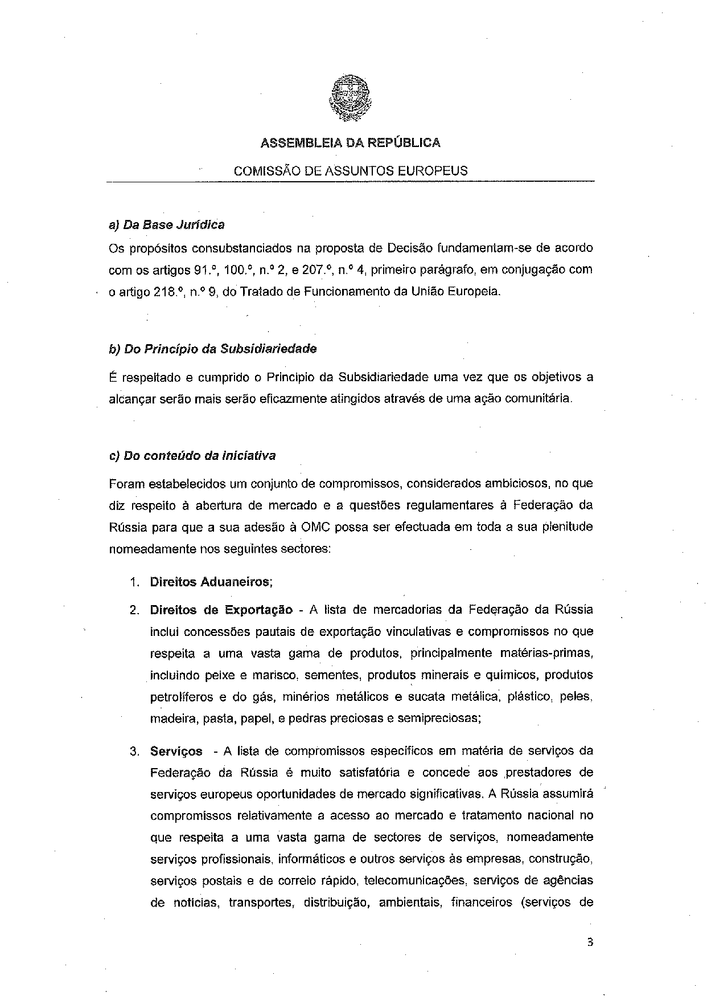 ASSEMBLEIA DA REPÚBLICA
COMISSÃO DE ASSUNTOS EUROPEUS
a) Da Base Jurídica
Os propósitos consubstanciados na proposta de Decisão fundamentam-se de acordo
com os artigos 91.º, 100.º, n.º 2, e 207.º, n.º 4, primeiro parágrafo, em conjugação com
o artigo 218.º, n.º 9, do Tratado de Funcionamento da União Europeia.
b) Do Princípio da Subsidiariedade
É respeitado e cumprido o Principio da Subsidiariedade uma vez que os objetivos a
alcançar serão mais serão eficazmente atingidos através de uma ação comunitária.
c) Do conteúdo da iniciativa
Foram estabelecidos um conjunto de compromissos, considerados ambiciosos, no que
diz respeito à abertura de mercado e a questões regulamentares à Federação da
Rússia para que a sua adesão à OMC possa ser efectuada em toda a sua plenitude
nomeadamente nos seguintes sectores:
1. Direitos Aduaneiros;
2. Direitos de Exportação - A lista de mercadorias da Federação da Rússia
inclui concessões pautais de exportação vinculativas e compromissos no que
respeita a uma vasta gama de produtos, principalmente matérias-primas,
incluindo peixe e marisco, sementes, produtos minerais e químicos, produtos
petrolíferos e do gás, minérios metálicos e sucata metálica, plástico, peles,
madeira, pasta, papel, e pedras preciosas e semipreciosas;
3. Serviços - A lista de compromissos específicos em matéria de serviços da
Federação da Rússia é muito satisfatória e concede aos prestadores de
serviços europeus oportunidades de mercado significativas. A Rússia assumirá
compromissos relativamente a acesso ao mercado e tratamento nacional no
que respeita a uma vasta gama de sectores de serviços, nomeadamente
serviços profissionais, informáticos e outros serviços às empresas, construção,
serviços postais e de correio rápido, telecomunicações, serviços de agências
de notícias, transportes, distribuição, ambientais, financeiros (serviços de
3